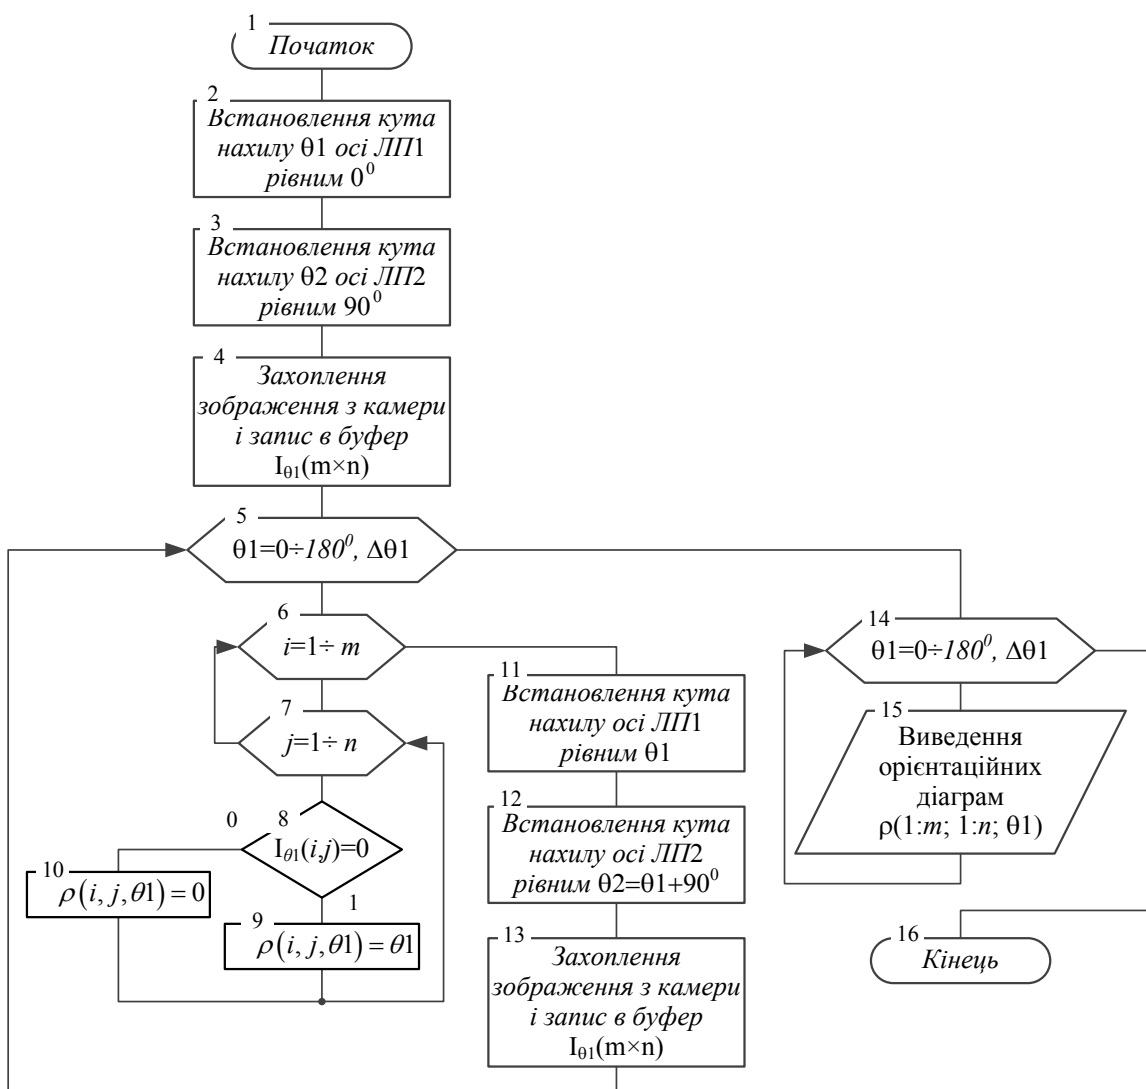 1
Початок
2
Встановлення кута
нахилу θ1 осі ЛП1
рівним 0⁰
3
Встановлення кута
нахилу θ2 осі ЛП2
рівним 90⁰
4
Захоплення
зображення з камери
і запис в буфер
I_θ1(m×n)
5
θ1=0÷180⁰, Δθ1
6
i=1÷ m
7
j=1÷ n
8
I_θ1(i,j)=0
0
1
10
ρ(i, j, θ1) = 0
9
ρ(i, j, θ1) = θ1
11
Встановлення кута
нахилу осі ЛП1
рівним θ1
12
Встановлення кута
нахилу осі ЛП2
рівним θ2=θ1+90⁰
13
Захоплення
зображення з камери
і запис в буфер
I_θ1(m×n)
14
θ1=0÷180⁰, Δθ1
15
Виведення
орієнтаційних
діаграм
ρ(1:m; 1:n; θ1)
16
Кінець